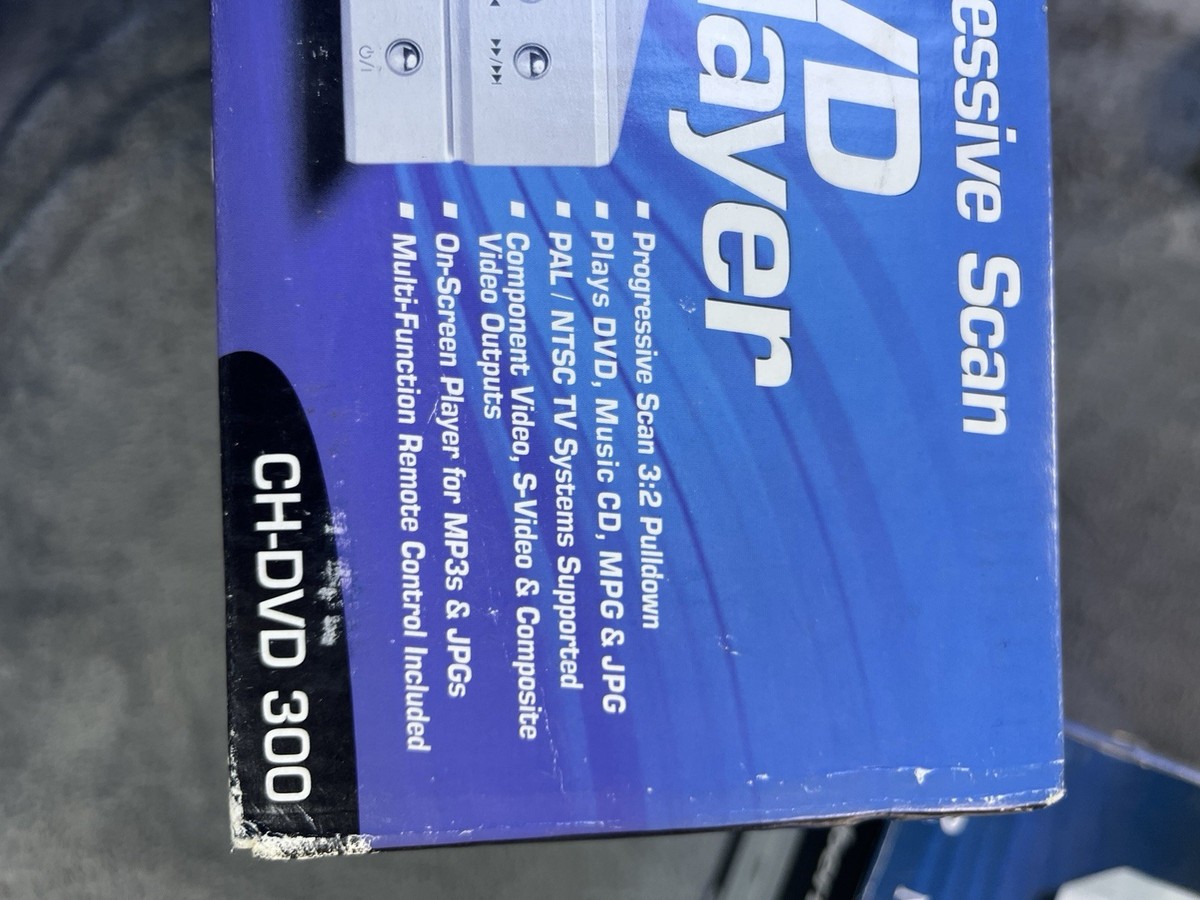 essive Scan
/D
ayer
■ Progressive Scan 3:2 Pulldown
■ Plays DVD, Music CD, MPG & JPG
■ PAL / NTSC TV Systems Supported
■ Component Video, S-Video & Composite
Video Outputs
■ On-Screen Player for MP3s & JPGs
■ Multi-Function Remote Control Included
CH-DVD 300